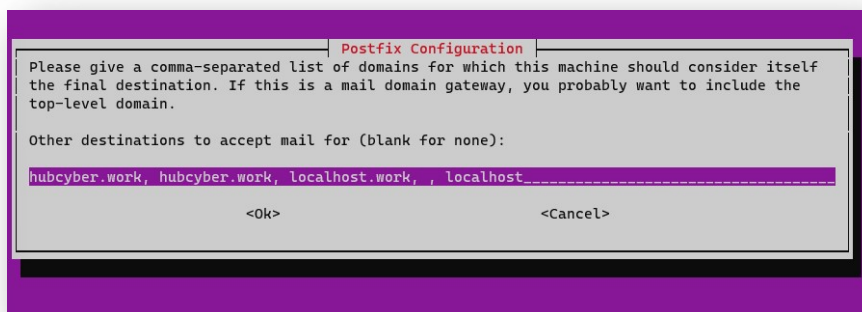 Postfix Configuration
Please give a comma-separated list of domains for which this machine should consider itself
the final destination. If this is a mail domain gateway, you probably want to include the
top-level domain.
Other destinations to accept mail for (blank for none):
hubcyber.work, hubcyber.work, localhost.work, , localhost____________________________________
<Ok> <Cancel>